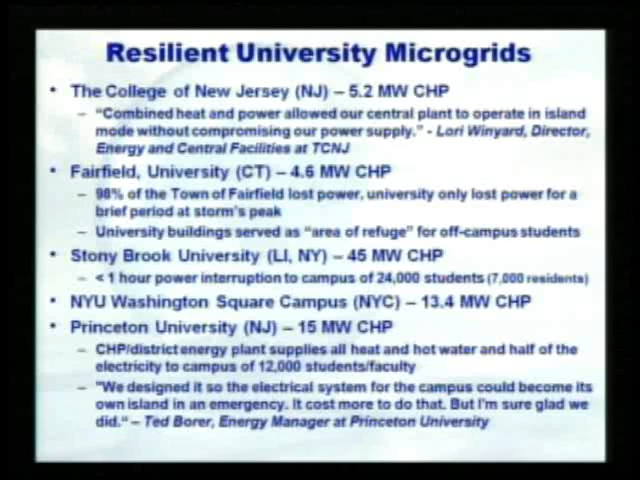 Resilient University Microgrids
• The College of New Jersey (NJ) – 5.2 MW CHP
– “Combined heat and power allowed our central plant to operate in island
mode without compromising our power supply.” - Lori Winyard, Director,
Energy and Central Facilities at TCNJ
• Fairfield, University (CT) – 4.6 MW CHP
– 98% of the Town of Fairfield lost power, university only lost power for a
brief period at storm's peak
– University buildings served as “area of refuge” for off-campus students
• Stony Brook University (LI, NY) – 45 MW CHP
– < 1 hour power interruption to campus of 24,000 students (7,000 residents)
• NYU Washington Square Campus (NYC) – 13.4 MW CHP
• Princeton University (NJ) – 15 MW CHP
– CHP/district energy plant supplies all heat and hot water and half of the
electricity to campus of 12,000 students/faculty
– "We designed it so the electrical system for the campus could become its
own island in an emergency. It cost more to do that. But I'm sure glad we
did.“ – Ted Borer, Energy Manager at Princeton University